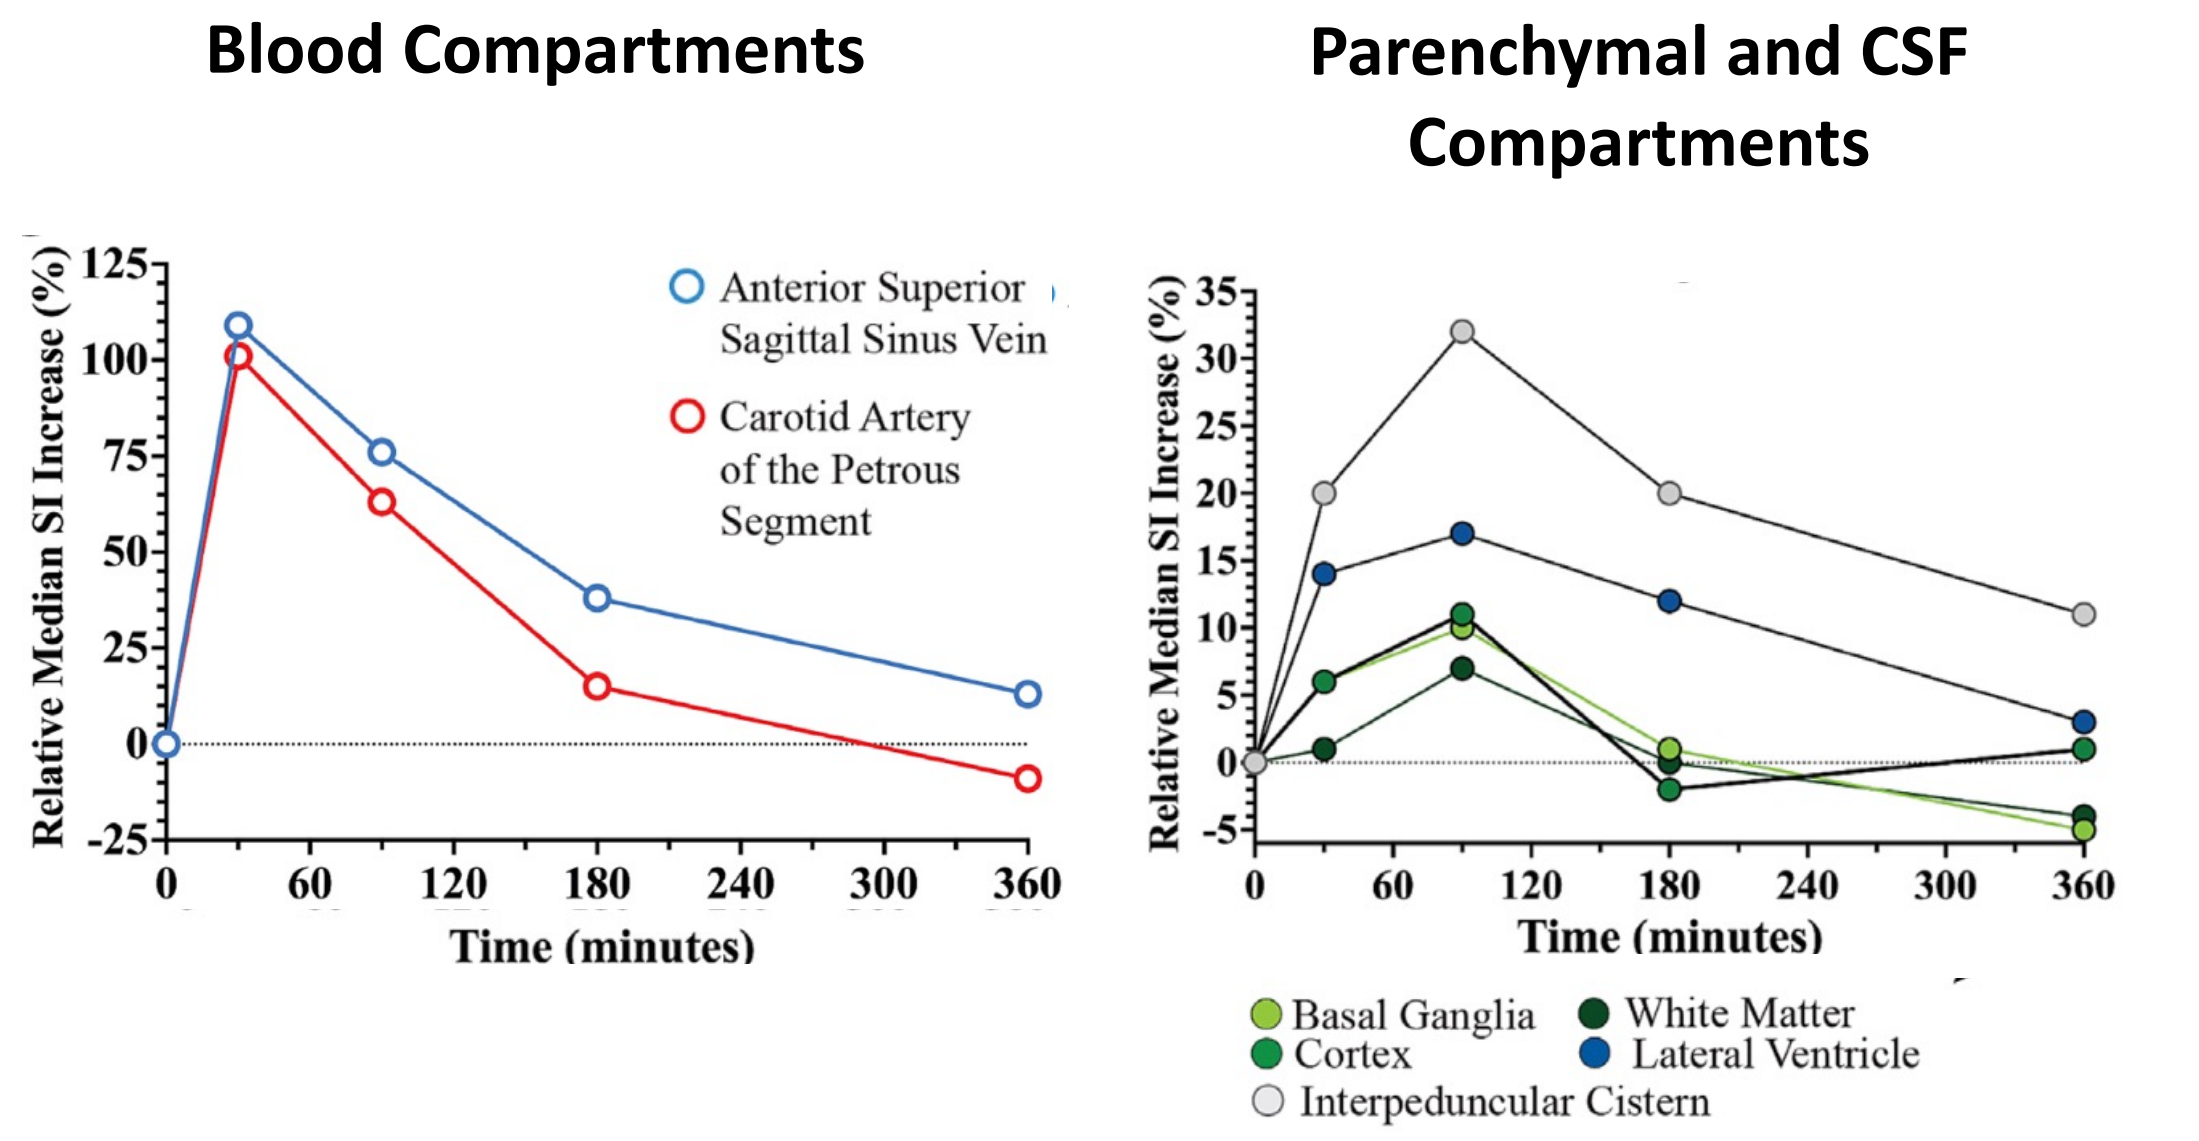 Blood Compartments
Parenchymal and CSF
Compartments
Relative Median SI Increase (%)
125
100
75
50
25
0
-25
0 60 120 180 240 300 360
Time (minutes)
Anterior Superior
Sagittal Sinus Vein
Carotid Artery
of the Petrous
Segment
Relative Median SI Increase (%)
35
30
25
20
15
10
5
0
-5
0 60 120 180 240 300 360
Time (minutes)
Basal Ganglia White Matter
Cortex Lateral Ventricle
Interpeduncular Cistern